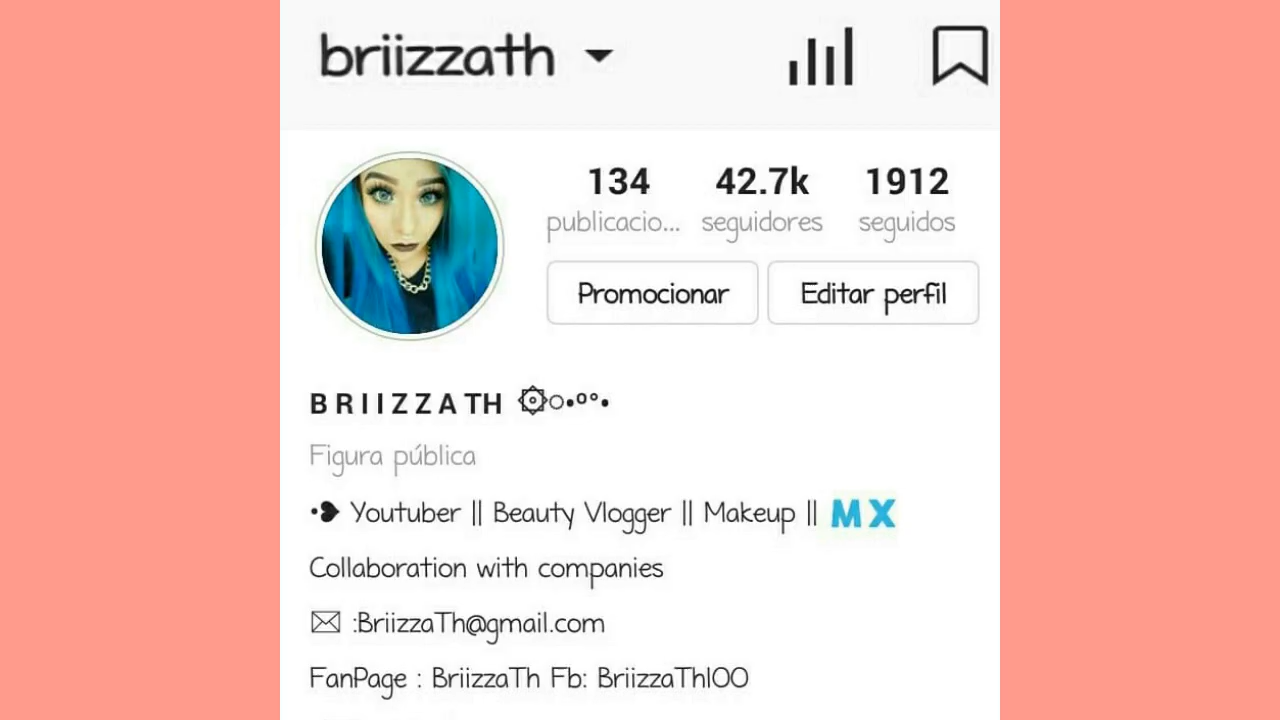 briizzath
134 42.7k 1912
publicacio... seguidores seguidos
Promocionar Editar perfil
BRIIZZATH ۞○•º°•
Figura pública
•❥ Youtuber || Beauty Vlogger || Makeup || MX
Collaboration with companies
✉ :BriizzaTh@gmail.com
FanPage : BriizzaTh Fb: BriizzaTh100